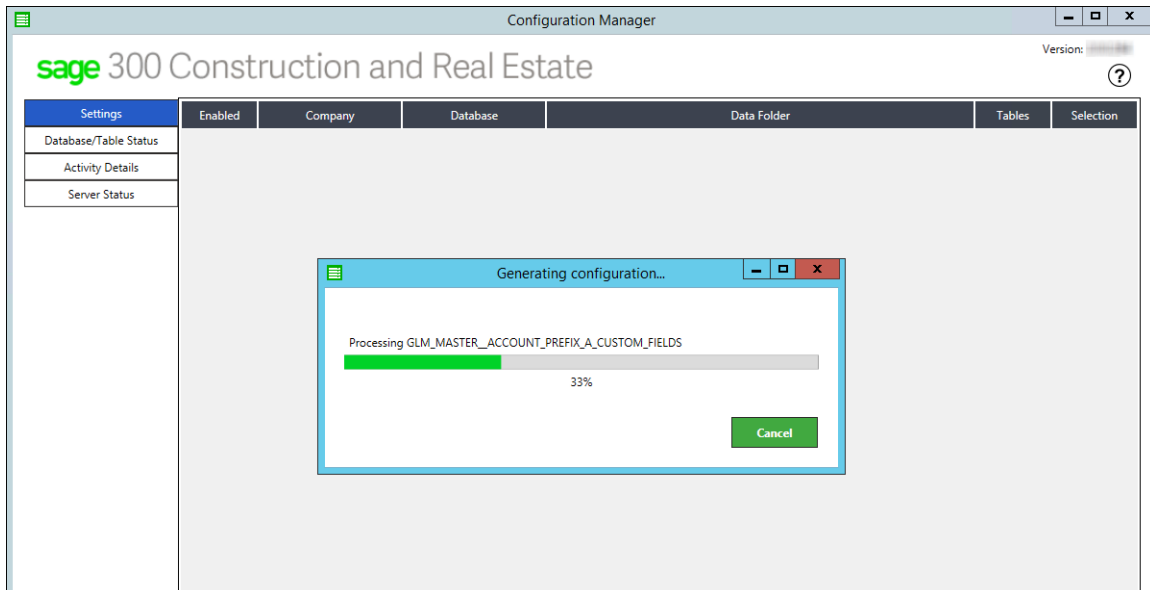 Configuration Manager
Version:
sage 300 Construction and Real Estate
?
Settings
Enabled Company Database Data Folder Tables Selection
Database/Table Status
Activity Details
Server Status
Generating configuration...
Processing GLM_MASTER__ACCOUNT_PREFIX_A_CUSTOM_FIELDS
33%
Cancel